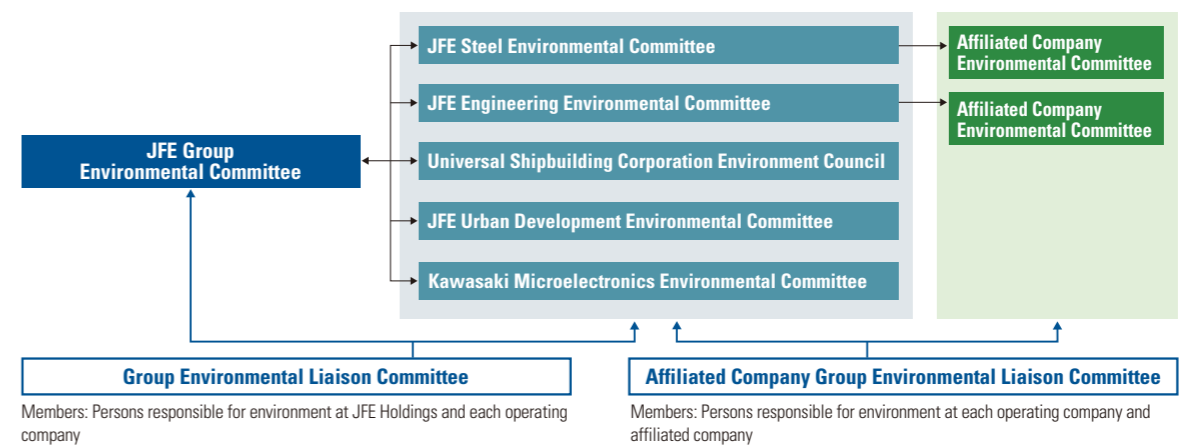 JFE Group
Environmental Committee
JFE Steel Environmental Committee
JFE Engineering Environmental Committee
Universal Shipbuilding Corporation Environment Council
JFE Urban Development Environmental Committee
Kawasaki Microelectronics Environmental Committee
Affiliated Company
Environmental Committee
Affiliated Company
Environmental Committee
Group Environmental Liaison Committee
Members: Persons responsible for environment at JFE Holdings and each operating
company
Affiliated Company Group Environmental Liaison Committee
Members: Persons responsible for environment at each operating company and
affiliated company